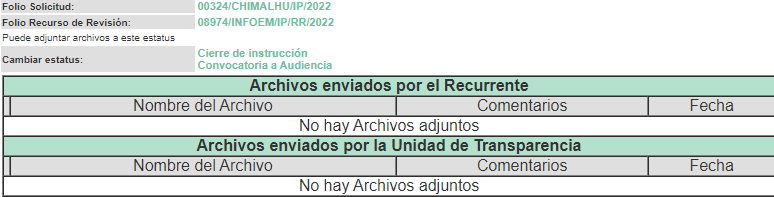 Folio Solicitud: 00324/CHIMALHU/IP/2022
Folio Recurso de Revisión: 08974/INFOEM/IP/RR/2022
Puede adjuntar archivos a este estatus
Cambiar estatus: Cierre de instrucción
Convocatoria a Audiencia
Archivos enviados por el Recurrente
Nombre del Archivo Comentarios Fecha
No hay Archivos adjuntos
Archivos enviados por la Unidad de Transparencia
Nombre del Archivo Comentarios Fecha
No hay Archivos adjuntos